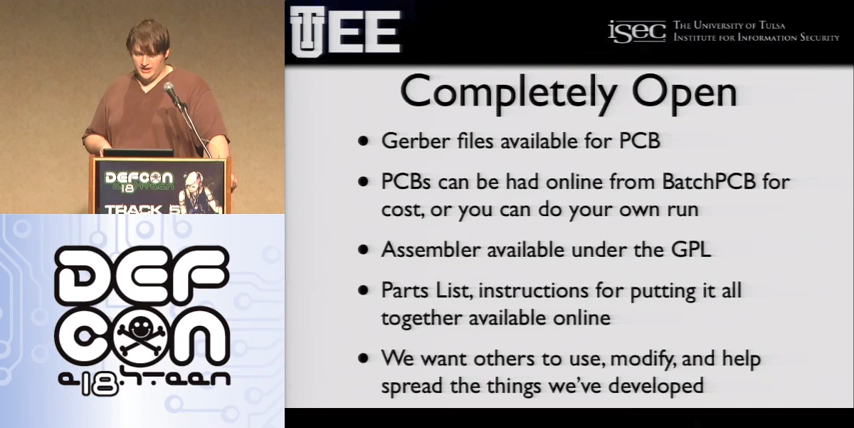 UTEE
isec THE UNIVERSITY OF TULSA
INSTITUTE FOR INFORMATION SECURITY
Completely Open
• Gerber files available for PCB
• PCBs can be had online from BatchPCB for
cost, or you can do your own run
• Assembler available under the GPL
• Parts List, instructions for putting it all
together available online
• We want others to use, modify, and help
spread the things we've developed
DEFCON
18
TRACK 5
DEF
CON
e18hteen